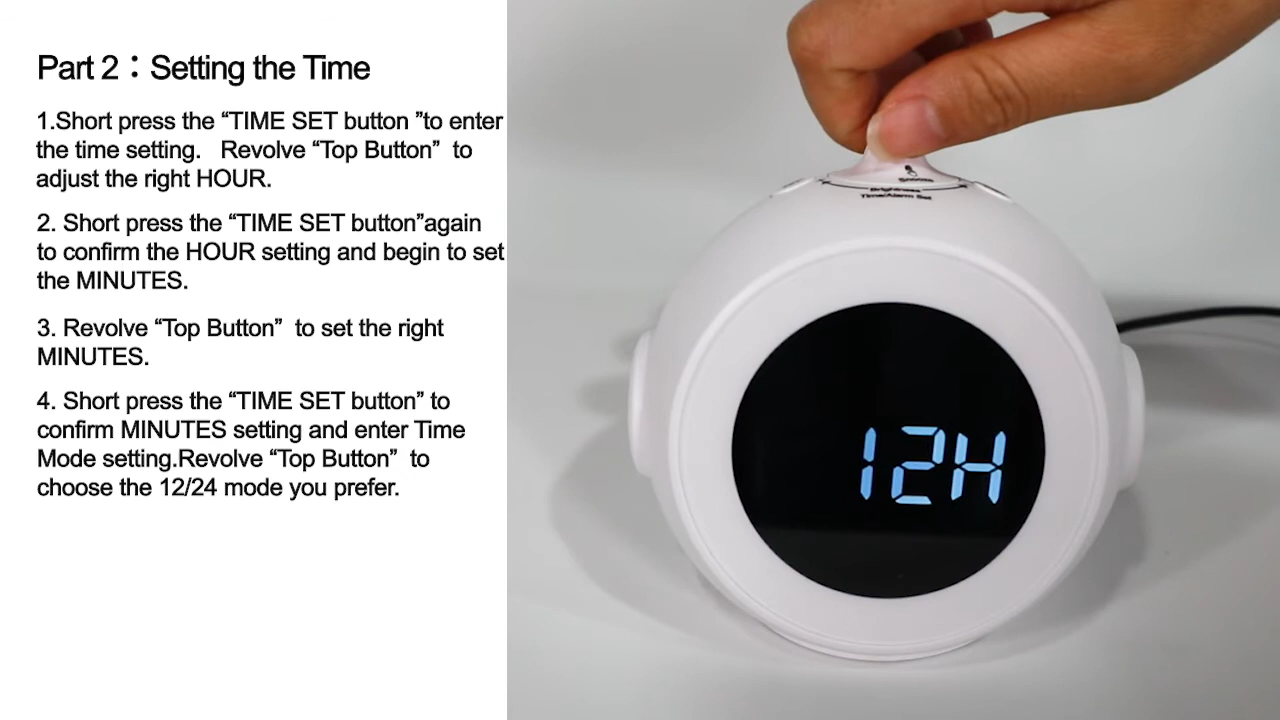 Part 2：Setting the Time
1.Short press the “TIME SET button ”to enter
the time setting. Revolve “Top Button” to
adjust the right HOUR.
2. Short press the “TIME SET button”again
to confirm the HOUR setting and begin to set
the MINUTES.
3. Revolve “Top Button” to set the right
MINUTES.
4. Short press the “TIME SET button” to
confirm MINUTES setting and enter Time
Mode setting.Revolve “Top Button” to
choose the 12/24 mode you prefer.
Snooze
Brightness
Time/Alarm Set
12H